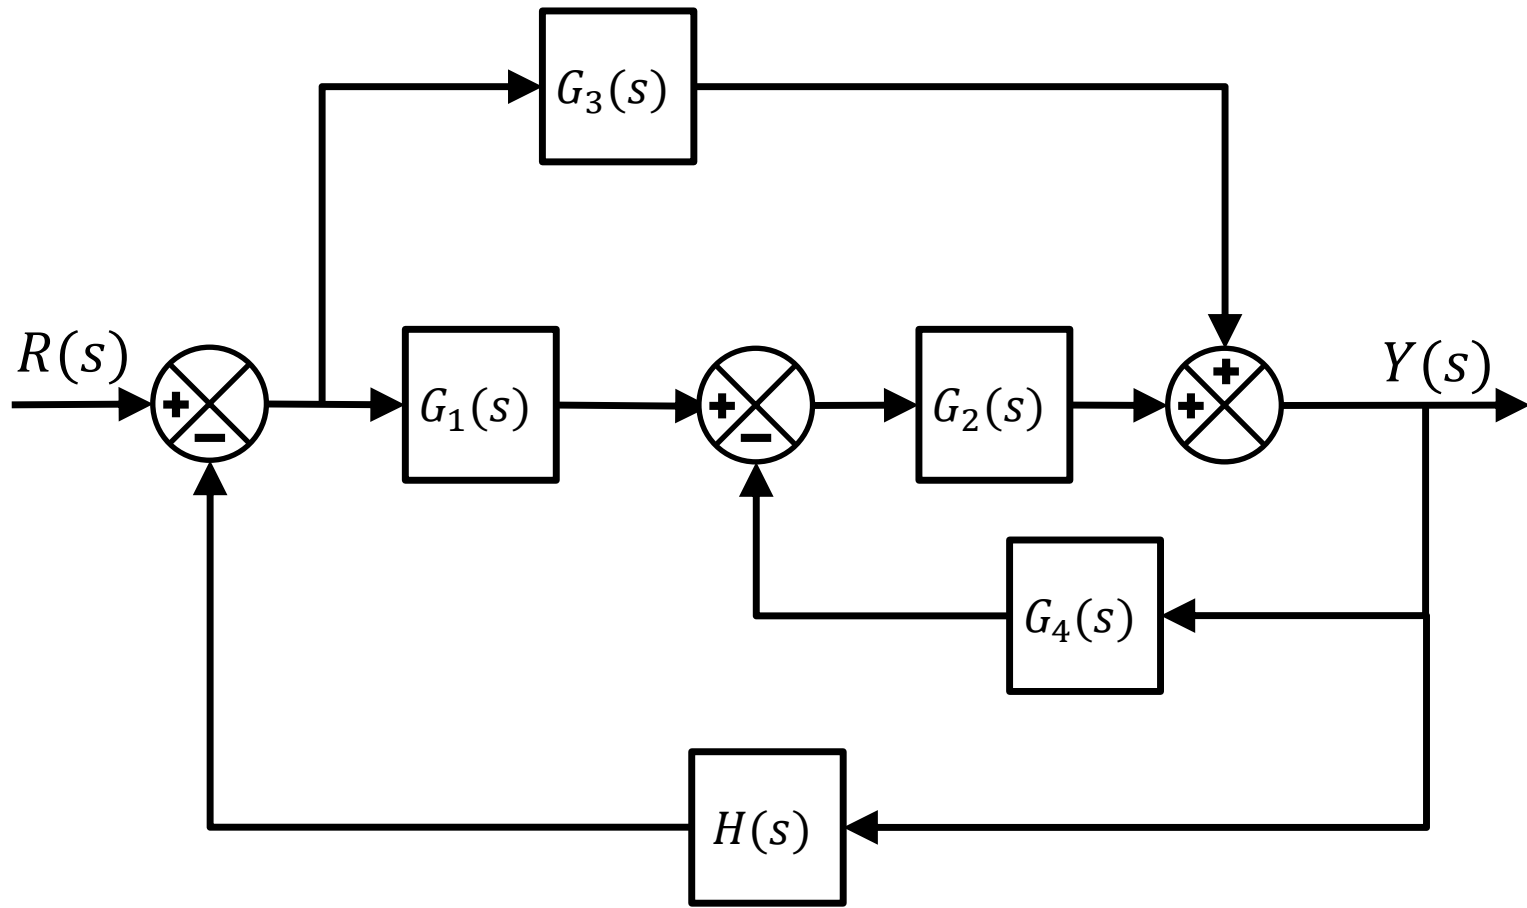 G₃(s)
R(s)
+
−
G₁(s)
+
−
G₂(s)
+
+
Y(s)
G₄(s)
H(s)